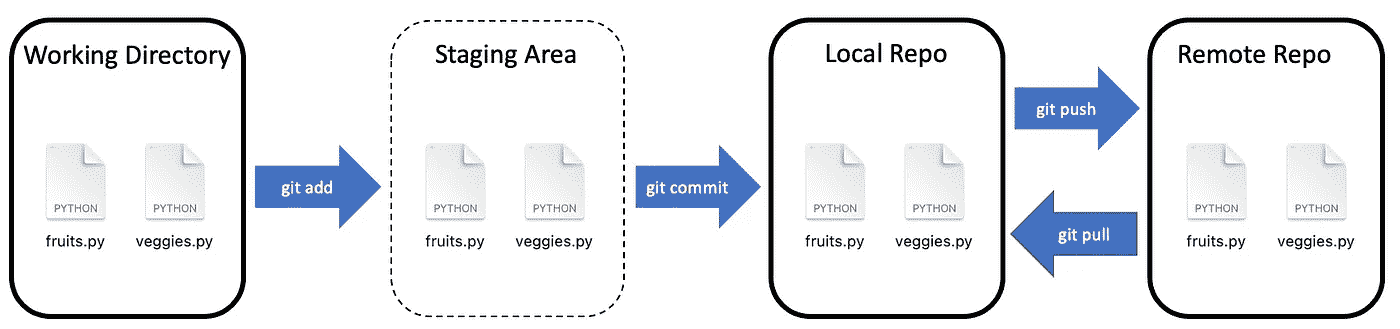 Working Directory
PYTHON
PYTHON
fruits.py
veggies.py
git add
Staging Area
PYTHON
PYTHON
fruits.py
veggies.py
git commit
Local Repo
PYTHON
PYTHON
fruits.py
veggies.py
git push
git pull
Remote Repo
PYTHON
PYTHON
fruits.py
veggies.py